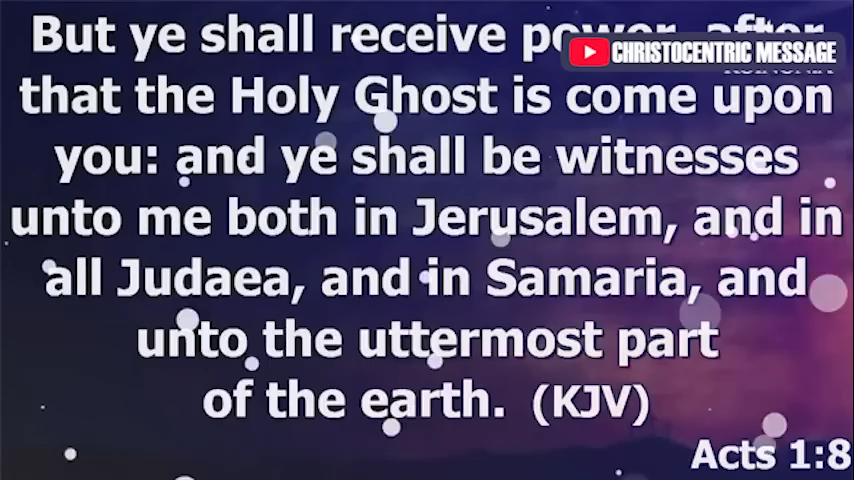 But ye shall receive power, after
CHRISTOCENTRIC MESSAGE
that the Holy Ghost is come upon
you: and ye shall be witnesses
unto me both in Jerusalem, and in
all Judaea, and in Samaria, and
unto the uttermost part
of the earth. (KJV)
Acts 1:8